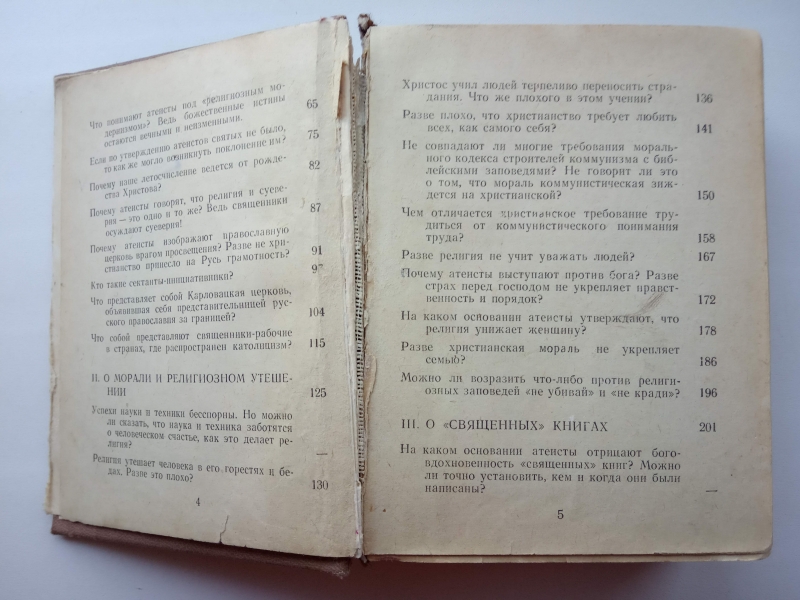 Что понимают атеисты под «религиозным мо-
дернизмом»? Ведь божественные истины
остаются вечными и неизменными. 65
Если по утверждению атеистов святых не было,
то как же могло возникнуть поклонение им? 75
Почему наше летосчисление ведется от рожде-
ства Христова? 82
Почему атеисты говорят, что религия и суеве-
рия — это одно и то же? Ведь священники
осуждают суеверия! 87
Почему атеисты изображают православную
церковь врагом просвещения? Разве не хри-
стианство принесло на Русь грамотность? 91
Кто такие сектанты-инициативники? 97
Что представляет собой Карловацкая церковь,
объявившая себя представительницей рус-
ского православия за границей? 104
Что собой представляют священники-рабочие
в странах, где распространен католицизм? 115
II. О МОРАЛИ И РЕЛИГИОЗНОМ УТЕШЕ-
НИИ 125
Успехи науки и техники бесспорны. Но можно
ли сказать, что наука и техника заботятся
о человеческом счастье, как это делает ре-
лигия? —
Религия утешает человека в его горестях и бе-
дах. Разве это плохо? 130
4
Христос учил людей терпеливо переносить стра-
дания. Что же плохого в этом учении? 136
Разве плохо, что христианство требует любить
всех, как самого себя? 141
Не совпадают ли многие требования мораль-
ного кодекса строителей коммунизма с биб-
лейскими заповедями? Не говорит ли это
о том, что мораль коммунистическая зиж-
дется на христианской? 150
Чем отличается христианское требование тру-
диться от коммунистического понимания
труда? 158
Разве религия не учит уважать людей? 167
Почему атеисты выступают против бога? Разве
страх перед господом не укрепляет нравст-
венность и порядок? 172
На каком основании атеисты утверждают, что
религия унижает женщину? 178
Разве христианская мораль не укрепляет
семью? 186
Можно ли возразить что-либо против религи-
озных заповедей «не убивай» и «не кради»? 196
III. О «СВЯЩЕННЫХ» КНИГАХ 201
На каком основании атеисты отрицают бого-
вдохновенность «священных» книг? Можно
ли точно установить, кем и когда они были
написаны? —
5